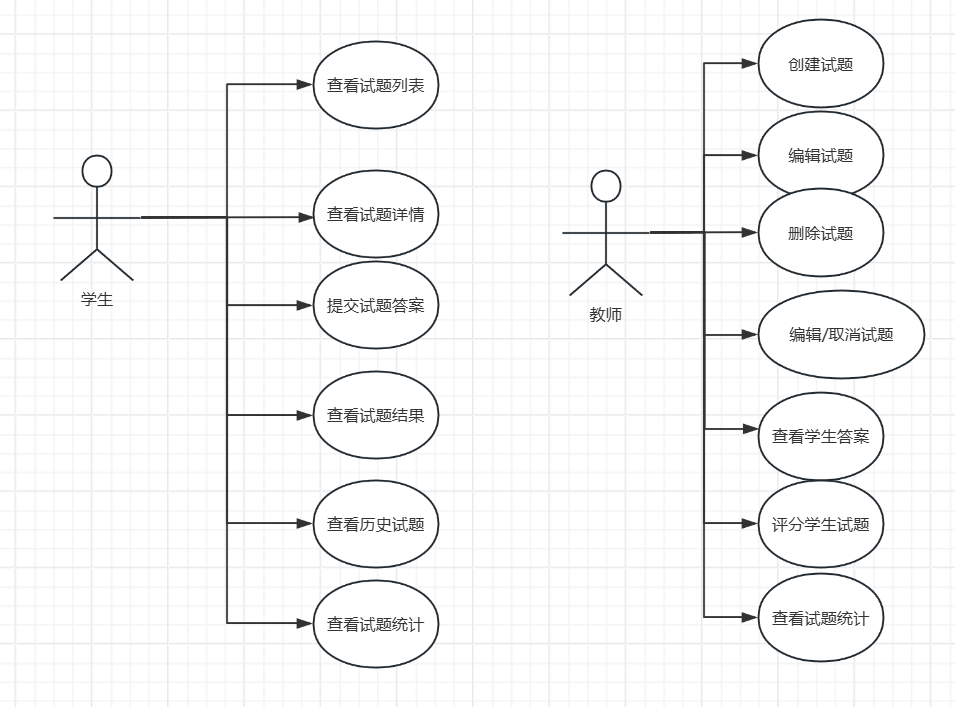 学生
查看试题列表
查看试题详情
提交试题答案
查看试题结果
查看历史试题
查看试题统计
教师
创建试题
编辑试题
删除试题
编辑/取消试题
查看学生答案
评分学生试题
查看试题统计